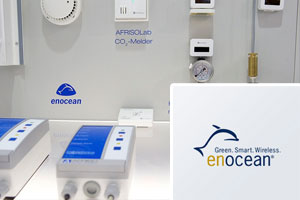 AFRISOLab
CO₂-Melder
enocean
Green. Smart. Wireless.
enocean®